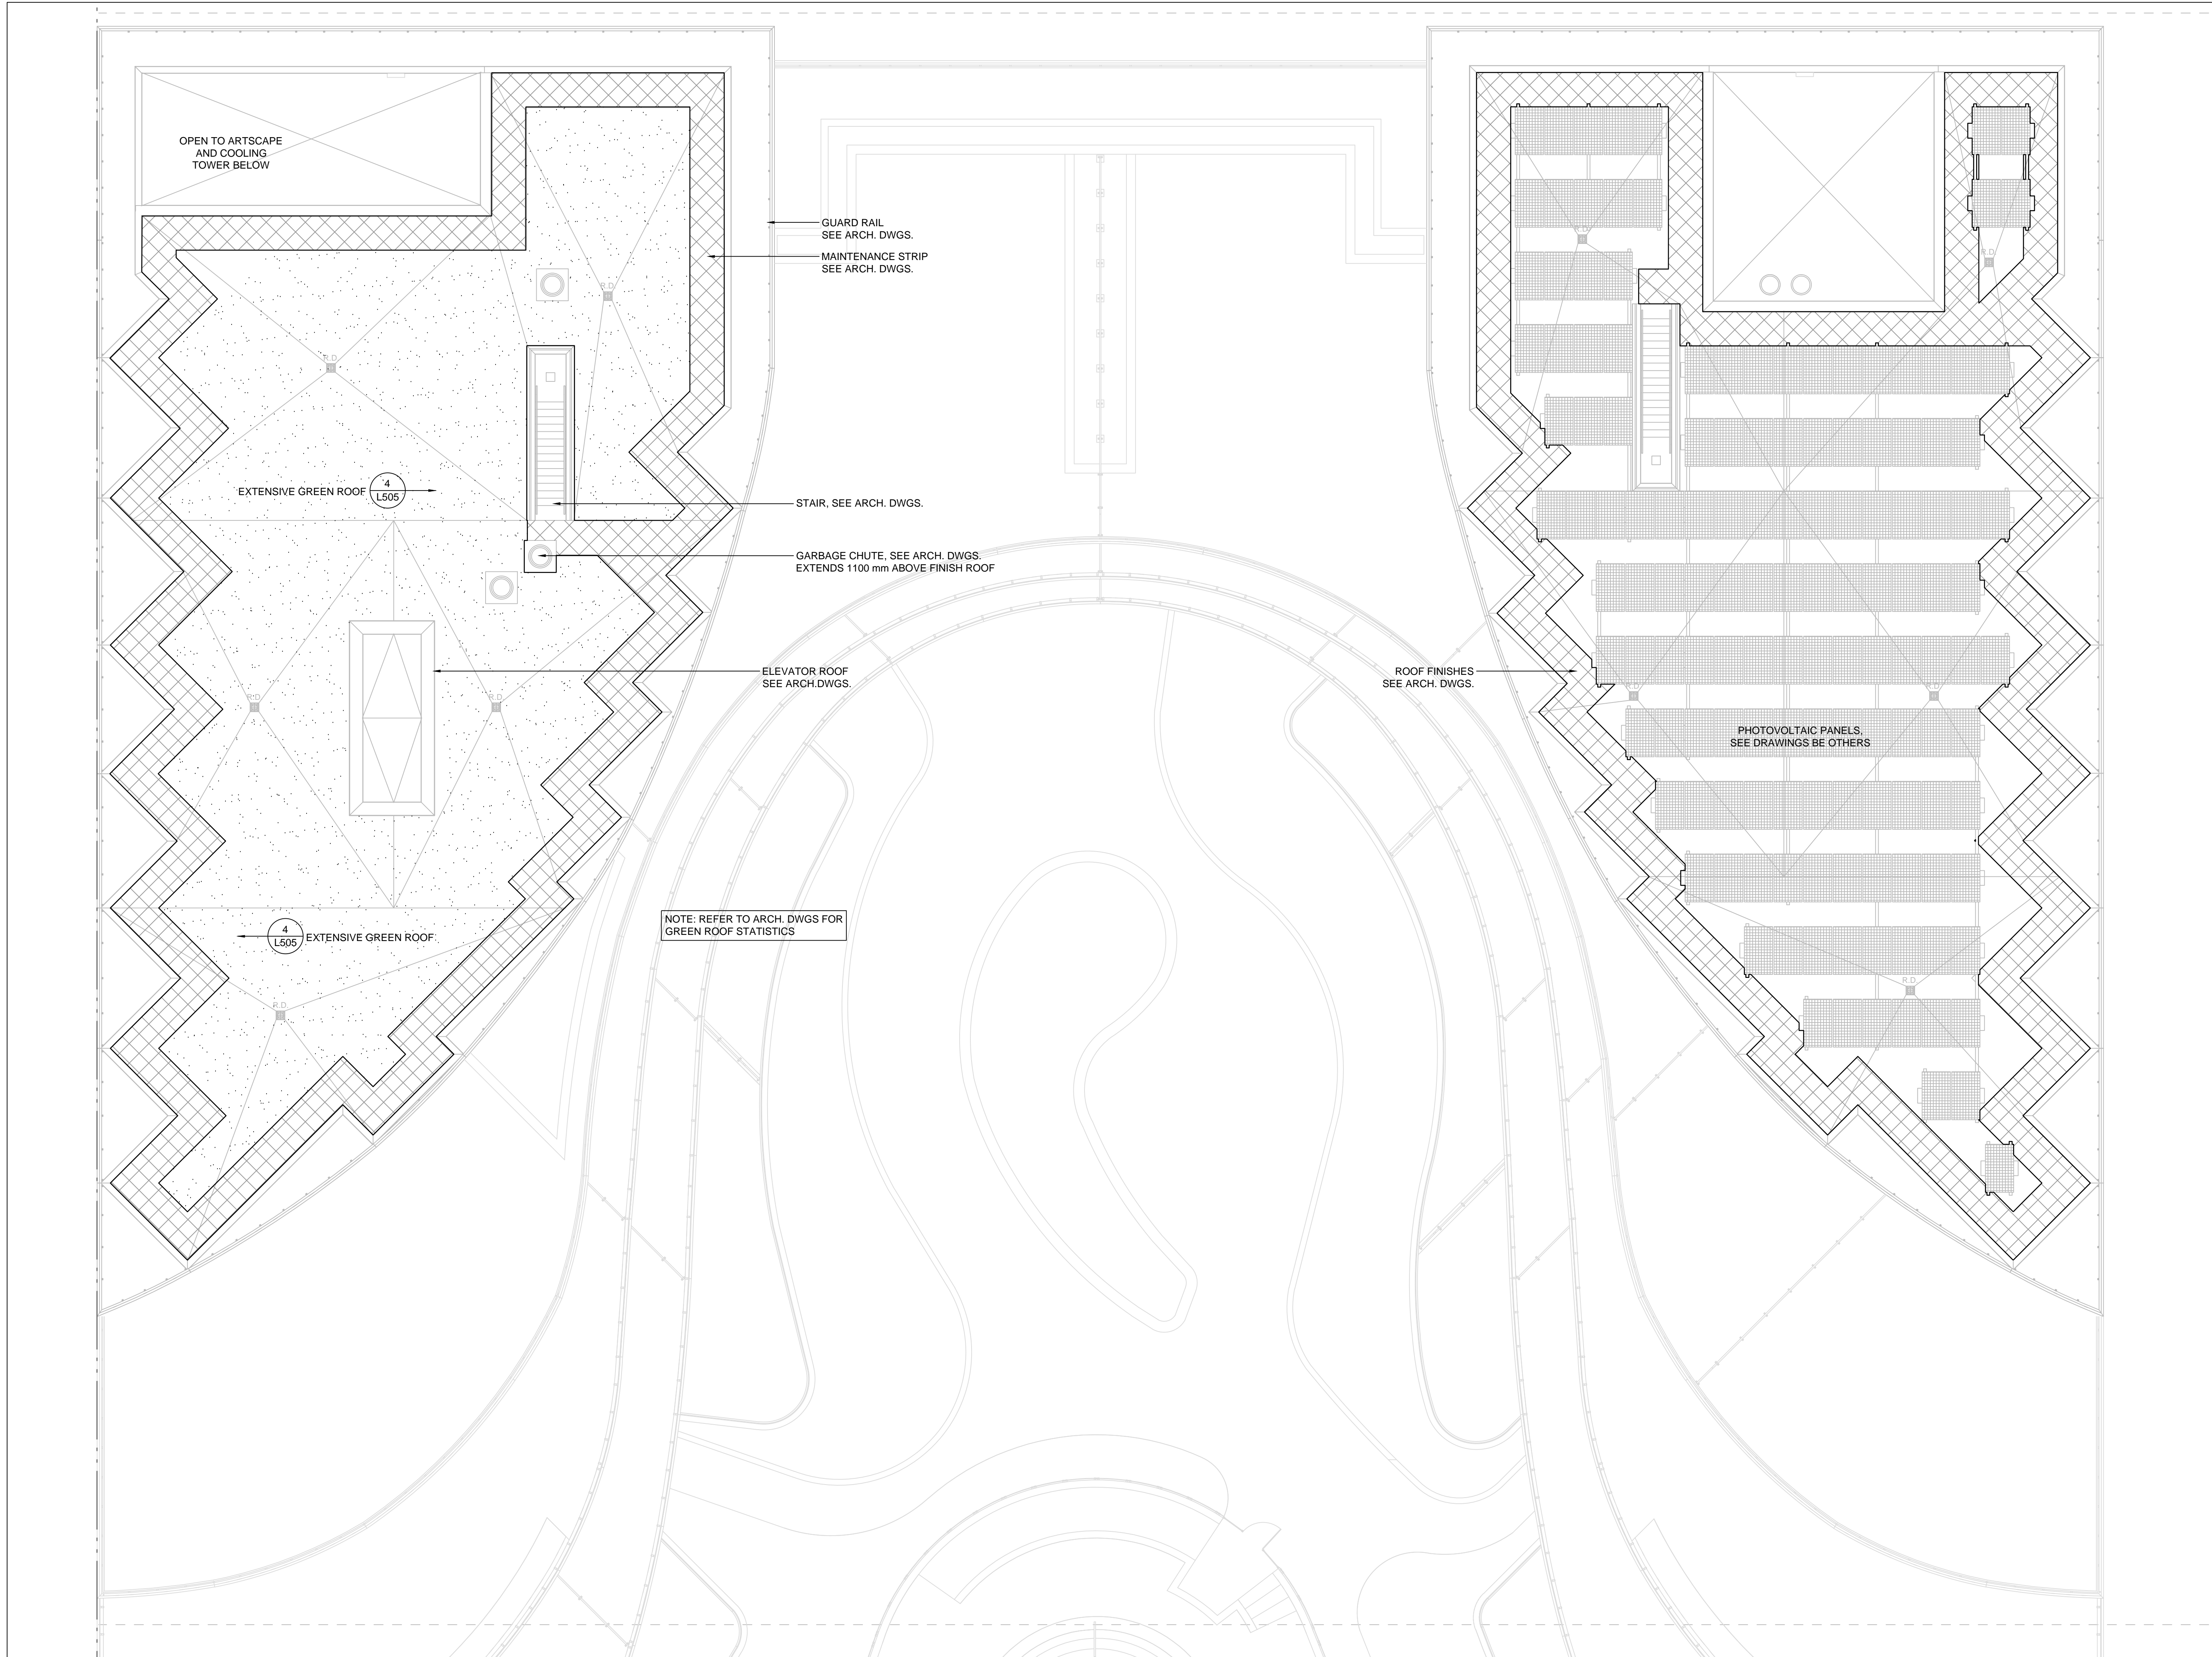 OPEN TO ARTSCAPE
AND COOLING
TOWER BELOW
GUARD RAIL
SEE ARCH. DWGS.
MAINTENANCE STRIP
SEE ARCH. DWGS.
R.D.
R.D.
R.D.
R.D.
EXTENSIVE GREEN ROOF
4
L505
STAIR, SEE ARCH. DWGS.
GARBAGE CHUTE, SEE ARCH. DWGS.
EXTENDS 1100 mm ABOVE FINISH ROOF
ELEVATOR ROOF
SEE ARCH.DWGS.
ROOF FINISHES
SEE ARCH. DWGS.
R.D.
R.D.
R.D.
R.D.
PHOTOVOLTAIC PANELS,
SEE DRAWINGS BE OTHERS
NOTE: REFER TO ARCH. DWGS FOR
GREEN ROOF STATISTICS
4
L505
EXTENSIVE GREEN ROOF
R.D.
R.D.